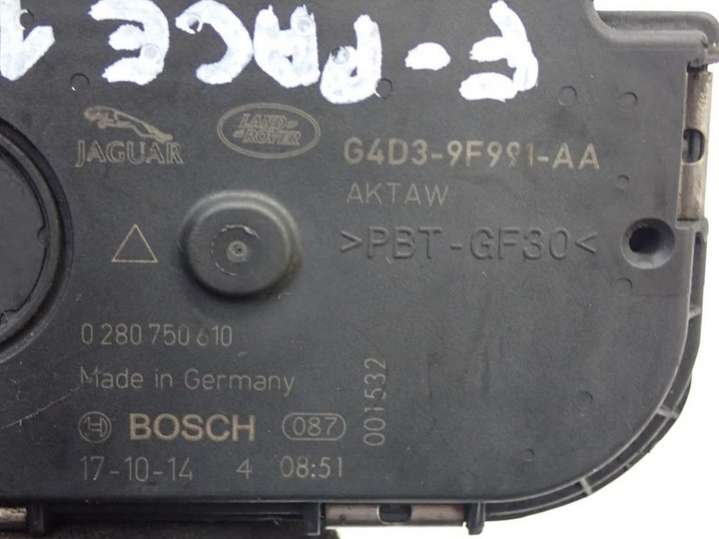 E-PACE 1
JAGUAR
LAND ROVER
G4D3-9F991-AA
AKTAW
>PBT-GF30<
0 280 750 610
Made in Germany
001532
BOSCH 087
17-10-14 4 08:51